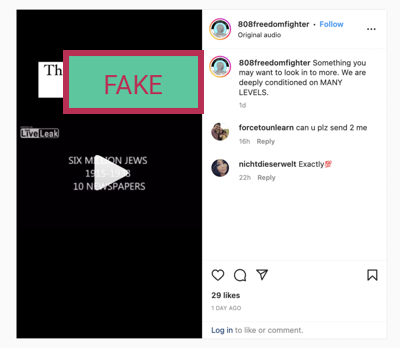 Th
FAKE
LiveLeak
SIX MILLION JEWS
1915-1938
10 NEWSPAPERS
808freedomfighter • Follow
Original audio
808freedomfighter Something you
may want to look in to more. We are
deeply conditioned on MANY
LEVELS.
1d
forcetounlearn can u plz send 2 me
16h Reply
nichtdieserwelt Exactly💯
22h Reply
29 likes
1 DAY AGO
Log in to like or comment.